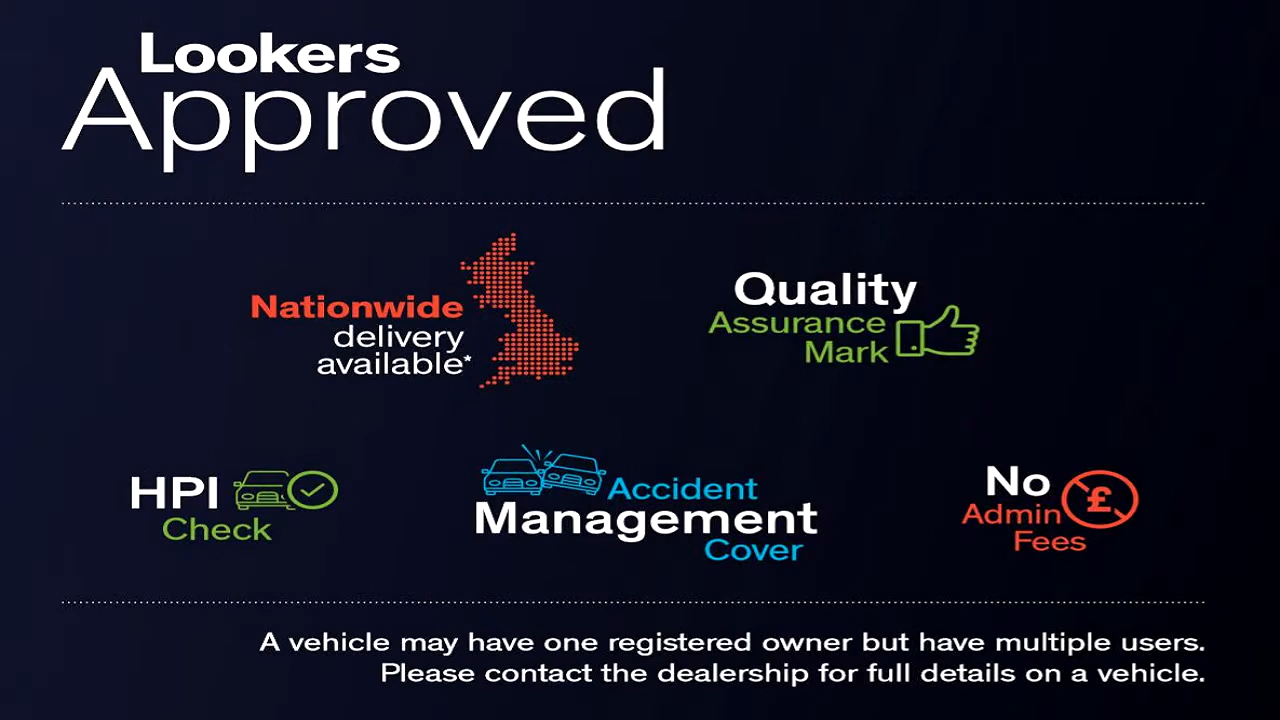 Lookers
Approved
Nationwide
delivery
available*
Quality
Assurance
Mark
HPI
Check
Accident
Management
Cover
No
Admin
Fees
£
A vehicle may have one registered owner but have multiple users.
Please contact the dealership for full details on a vehicle.